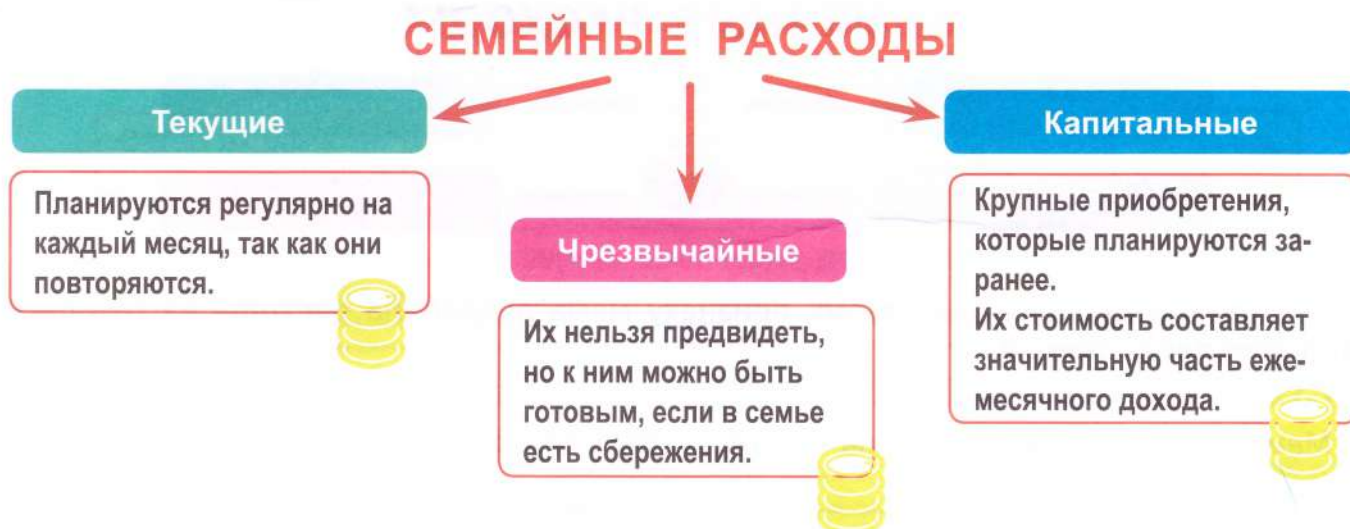 СЕМЕЙНЫЕ РАСХОДЫ
Текущие
Планируются регулярно на
каждый месяц, так как они
повторяются.
Чрезвычайные
Их нельзя предвидеть,
но к ним можно быть
готовым, если в семье
есть сбережения.
Капитальные
Крупные приобретения,
которые планируются за-
ранее.
Их стоимость составляет
значительную часть еже-
месячного дохода.